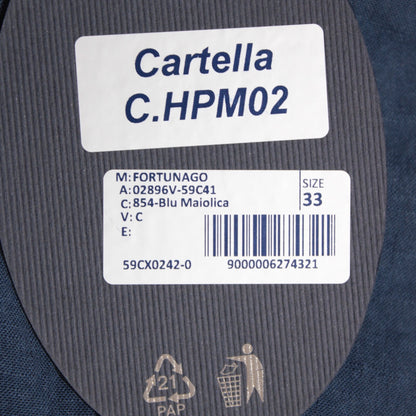 Cartella
C.HPM02
M: FORTUNAGO
A: 02896V-59C41
C: 854-Blu Maiolica
V: C
E:
SIZE
33
59CX0242-0
9000006274321
21
PAP